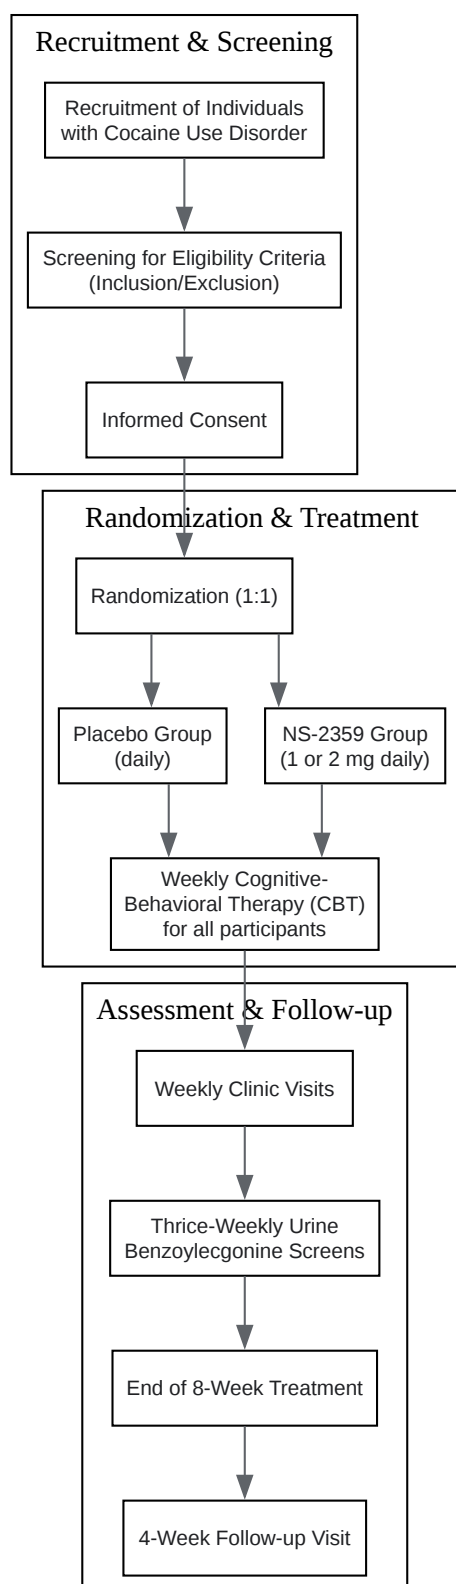 Recruitment & Screening
Recruitment of Individuals
with Cocaine Use Disorder
Screening for Eligibility Criteria
(Inclusion/Exclusion)
Informed Consent
Randomization & Treatment
Randomization (1:1)
Placebo Group
(daily)
NS-2359 Group
(1 or 2 mg daily)
Weekly Cognitive-
Behavioral Therapy (CBT)
for all participants
Assessment & Follow-up
Weekly Clinic Visits
Thrice-Weekly Urine
Benzoylecgonine Screens
End of 8-Week Treatment
4-Week Follow-up Visit